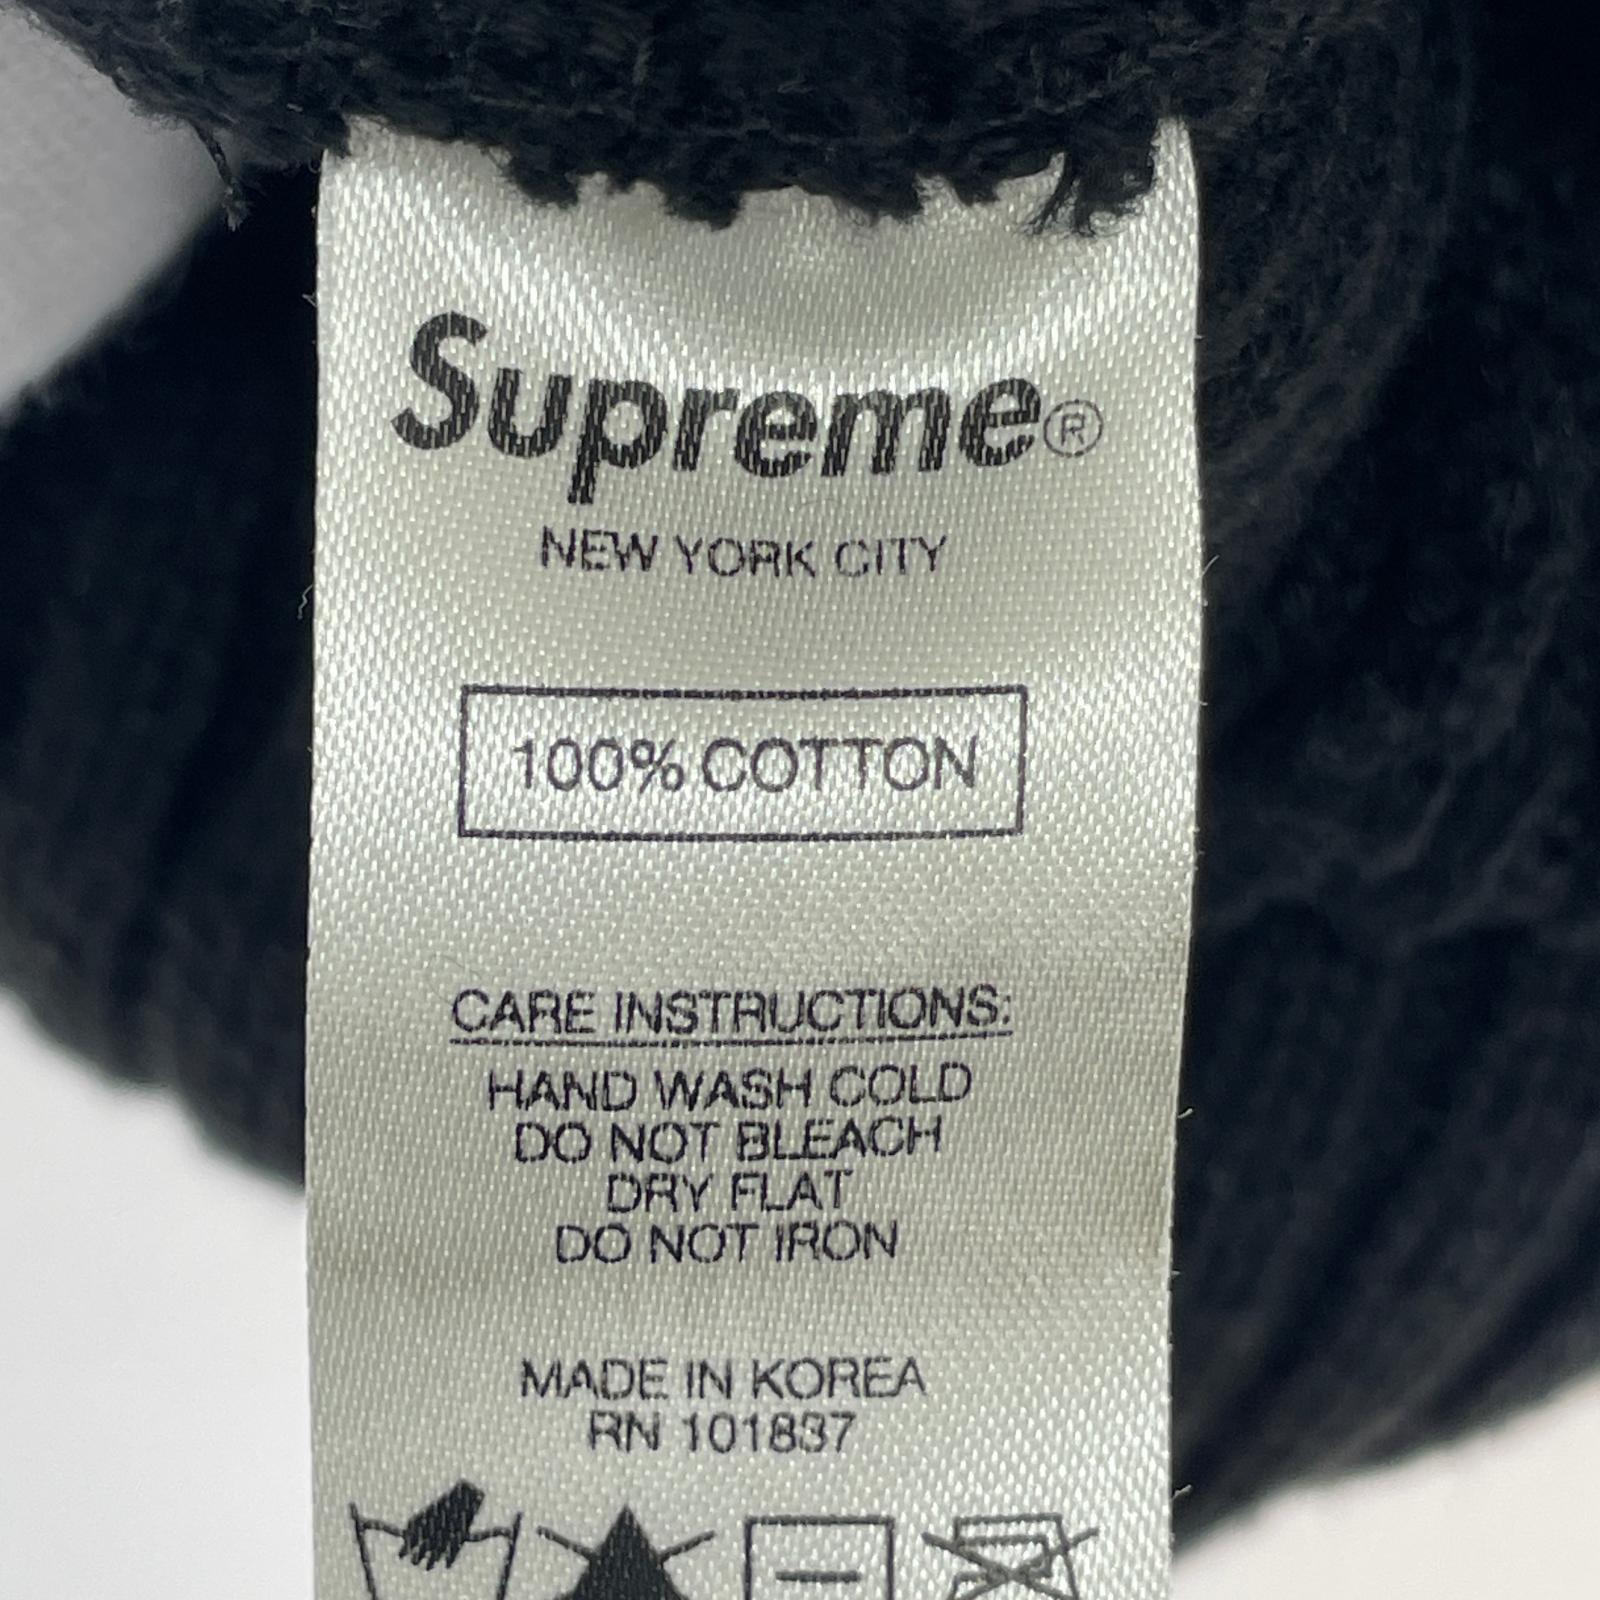 Supreme®
NEW YORK CITY
100% COTTON
CARE INSTRUCTIONS:
HAND WASH COLD
DO NOT BLEACH
DRY FLAT
DO NOT IRON
MADE IN KOREA
RN 101837